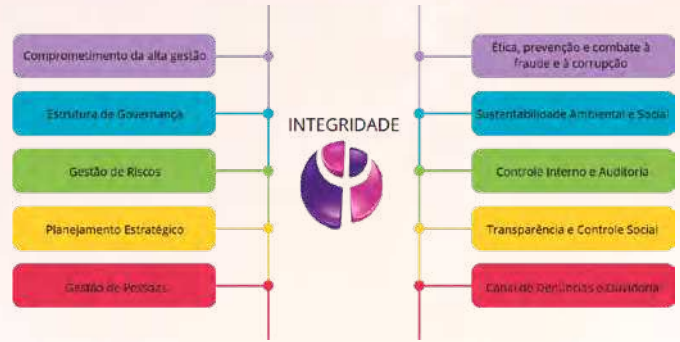 Comprometimento da alta gestão
Estrutura de Governança
Gestão de Riscos
Planejamento Estratégico
Gestão de Pessoas
INTEGRIDADE
Ética, prevenção e combate à
fraude e à corrupção
Sustentabilidade Ambiental e Social
Controle Interno e Auditoria
Transparência e Controle Social
Canal de Denúncias e Ouvidoria